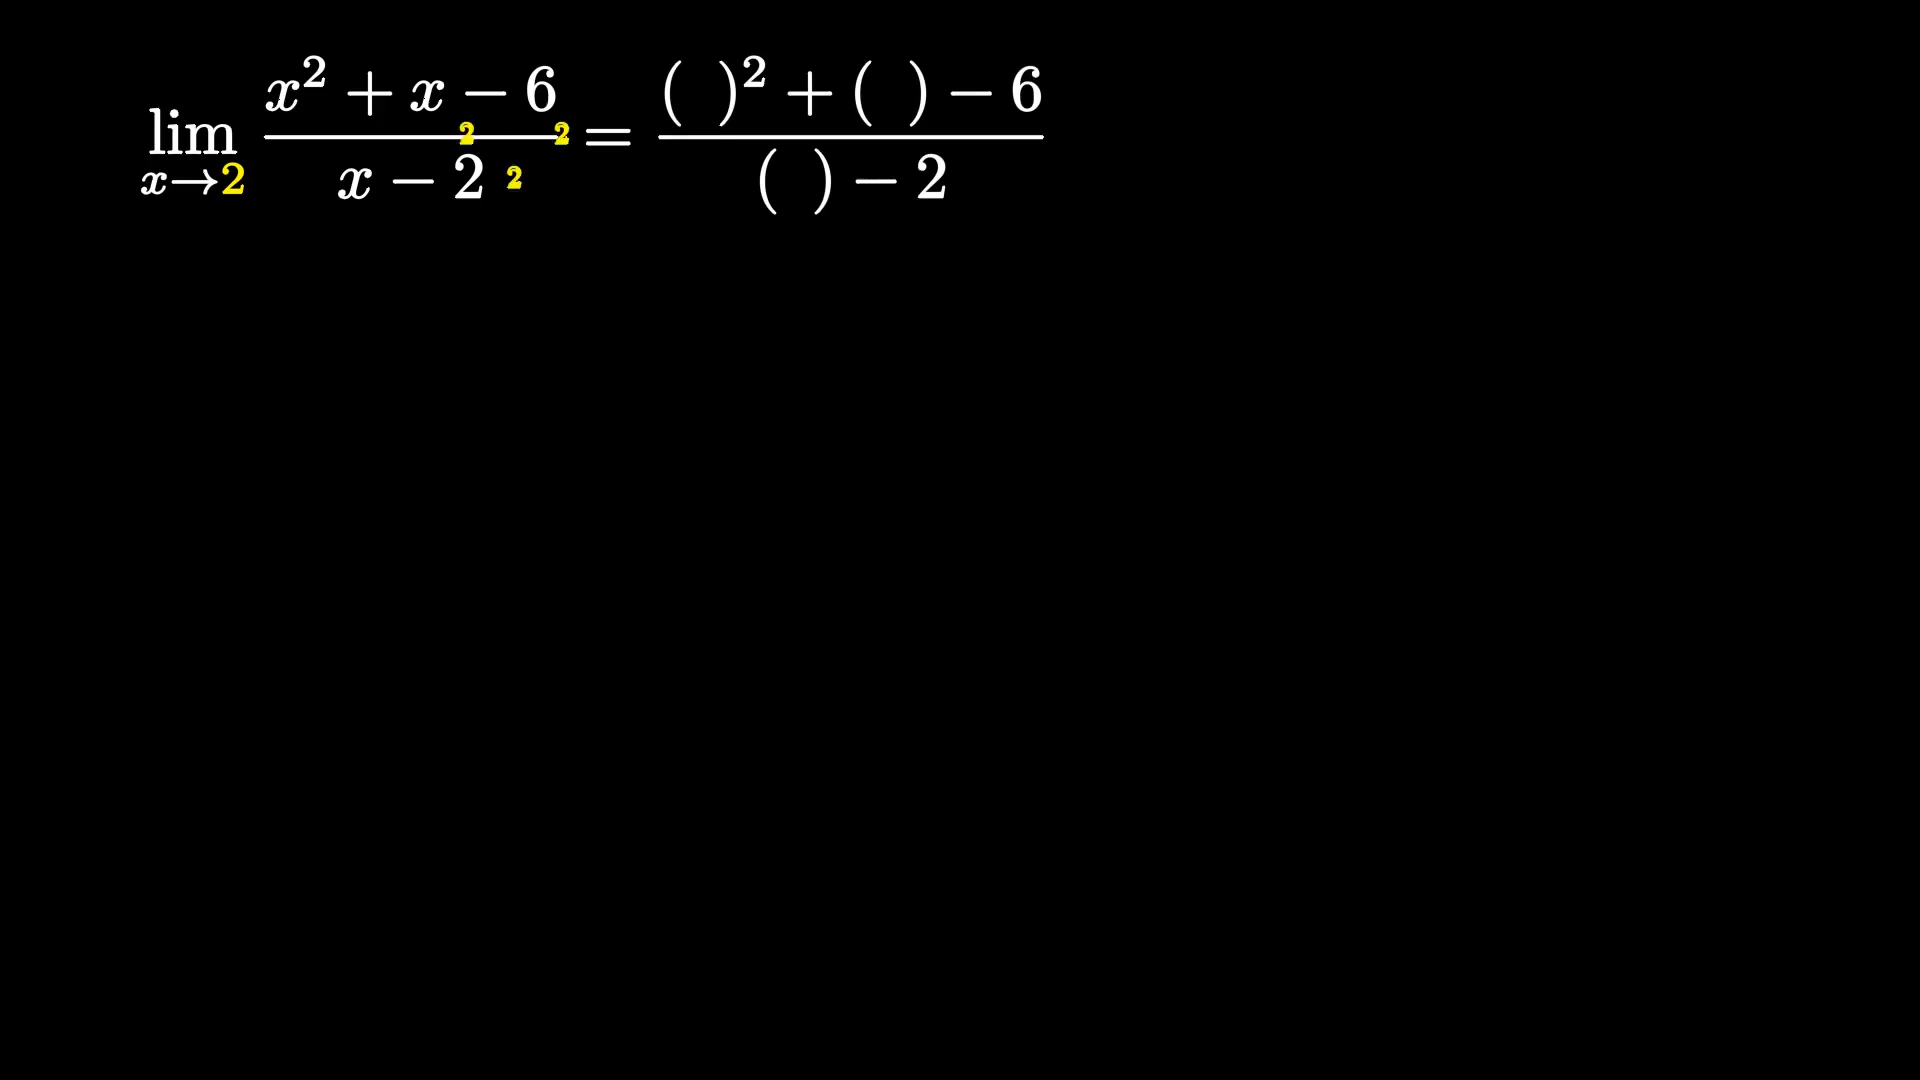 lim x→2 x² + x − 6 / x − 2 = ( )² + ( ) − 6 / ( ) − 2
2 2
2